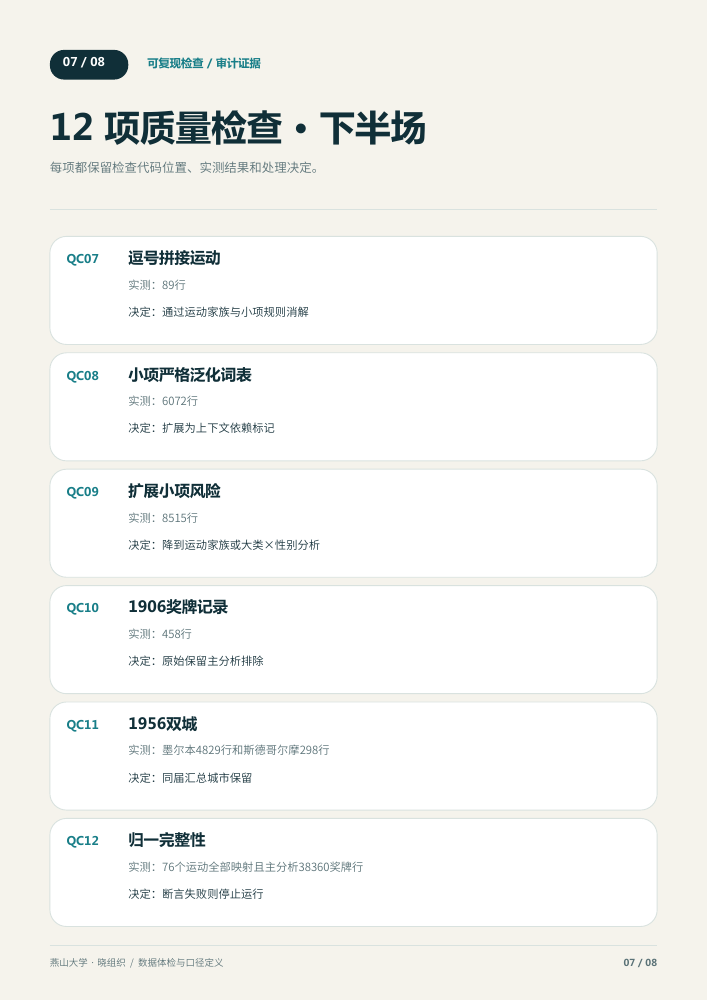 07 / 08
可复现检查 / 审计证据
12 项质量检查 · 下半场
每项都保留检查代码位置、实测结果和处理决定。
QC07
逗号拼接运动
实测：89行
决定：通过运动家族与小项规则消解
QC08
小项严格泛化词表
实测：6072行
决定：扩展为上下文依赖标记
QC09
扩展小项风险
实测：8515行
决定：降到运动家族或大类×性别分析
QC10
1906奖牌记录
实测：458行
决定：原始保留主分析排除
QC11
1956双城
实测：墨尔本4829行和斯德哥尔摩298行
决定：同届汇总城市保留
QC12
归一完整性
实测：76个运动全部映射且主分析38360奖牌行
决定：断言失败则停止运行
燕山大学 · 晓组织 / 数据体检与口径定义
07 / 08